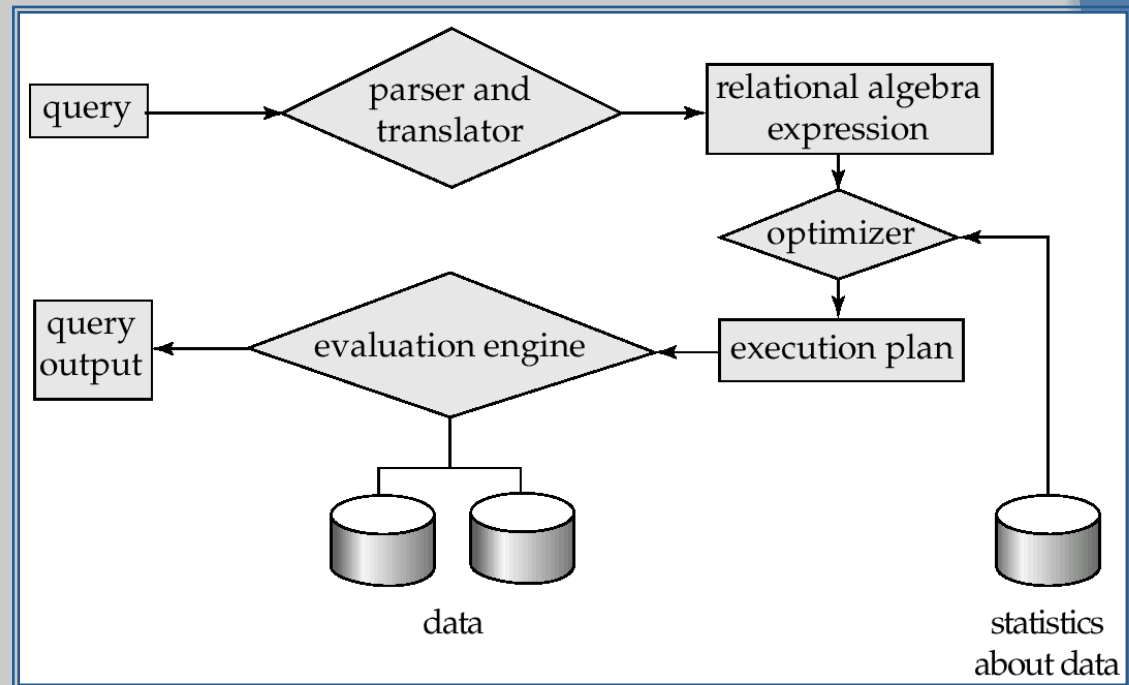 query
parser and
translator
relational algebra
expression
optimizer
query
output
evaluation engine
execution plan
data
statistics
about data